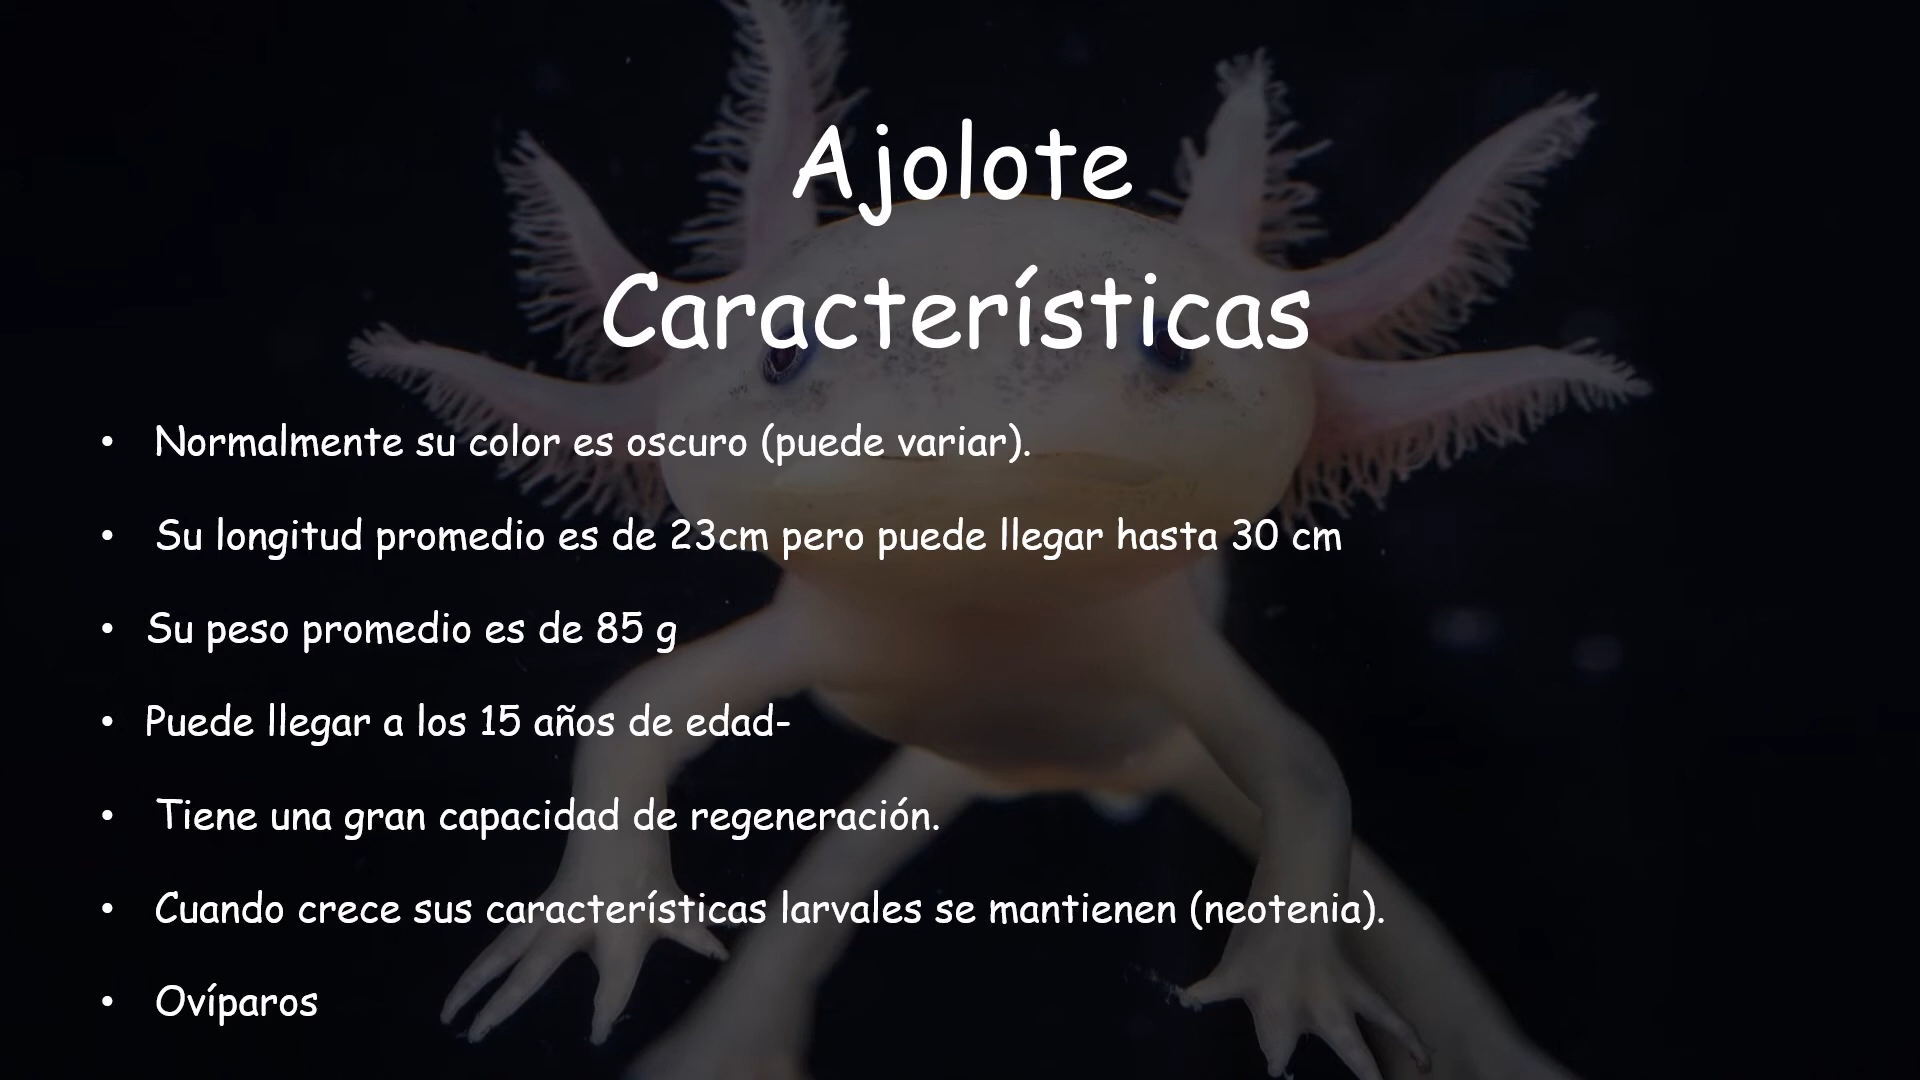 Ajolote
Características
• Normalmente su color es oscuro (puede variar).
• Su longitud promedio es de 23cm pero puede llegar hasta 30 cm
• Su peso promedio es de 85 g
• Puede llegar a los 15 años de edad-
• Tiene una gran capacidad de regeneración.
• Cuando crece sus características larvales se mantienen (neotenia).
• Ovíparos